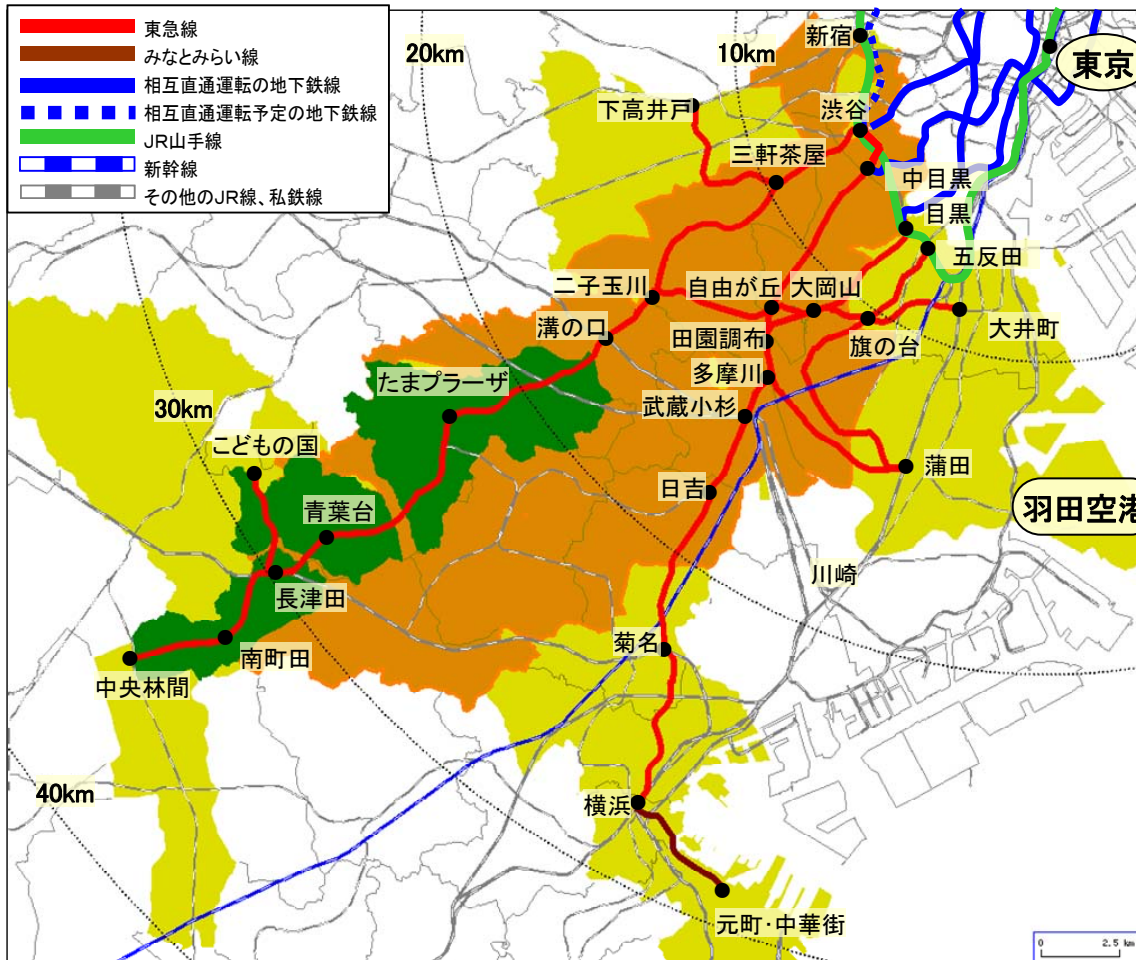 東急線
みなとみらい線
相互直通運転の地下鉄線
相互直通運転予定の地下鉄線
JR山手線
新幹線
その他のJR線、私鉄線
20km
10km
新宿
東京
下高井戸
渋谷
三軒茶屋
中目黒
目黒
五反田
二子玉川
自由が丘
大岡山
大井町
溝の口
田園調布
旗の台
たまプラーザ
多摩川
30km
武蔵小杉
こどもの国
蒲田
日吉
羽田空港
青葉台
川崎
長津田
菊名
南町田
中央林間
40km
横浜
元町・中華街
0 2.5 km